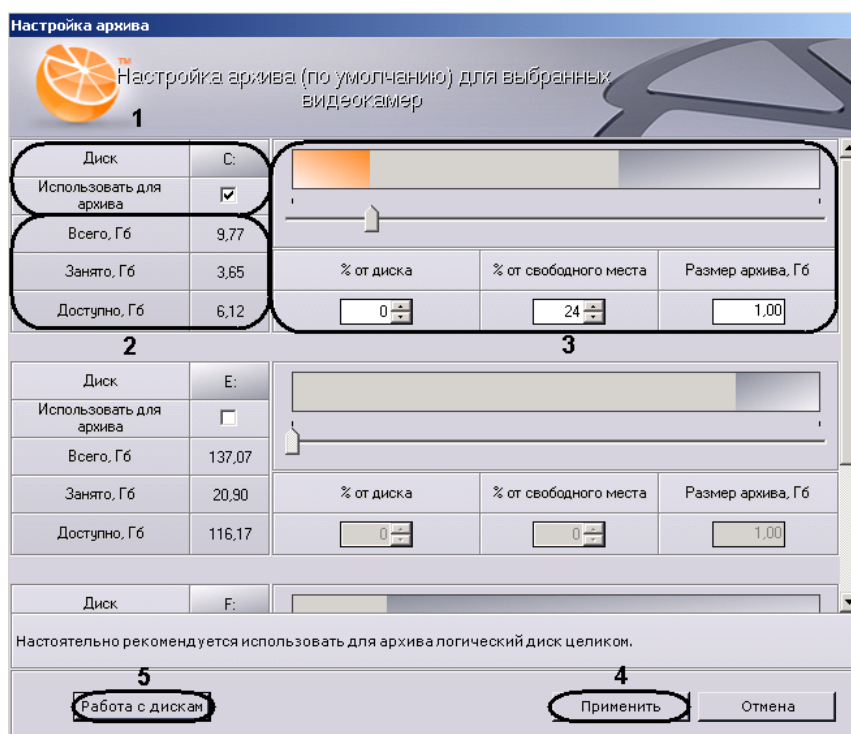 Настройка архива
TM
Настройка архива (по умолчанию) для выбранных
видеокамер
1
Диск C:
Использовать для
архива
Всего, Гб 9,77
Занято, Гб 3,65 % от диска % от свободного места Размер архива, Гб
Доступно, Гб 6,12 0 24 1,00
2 3
Диск E:
Использовать для
архива
Всего, Гб 137,07
Занято, Гб 20,90 % от диска % от свободного места Размер архива, Гб
Доступно, Гб 116,17 0 0 1,00
Диск F:
Настоятельно рекомендуется использовать для архива логический диск целиком.
5 4
Работа с дискам Применить Отмена